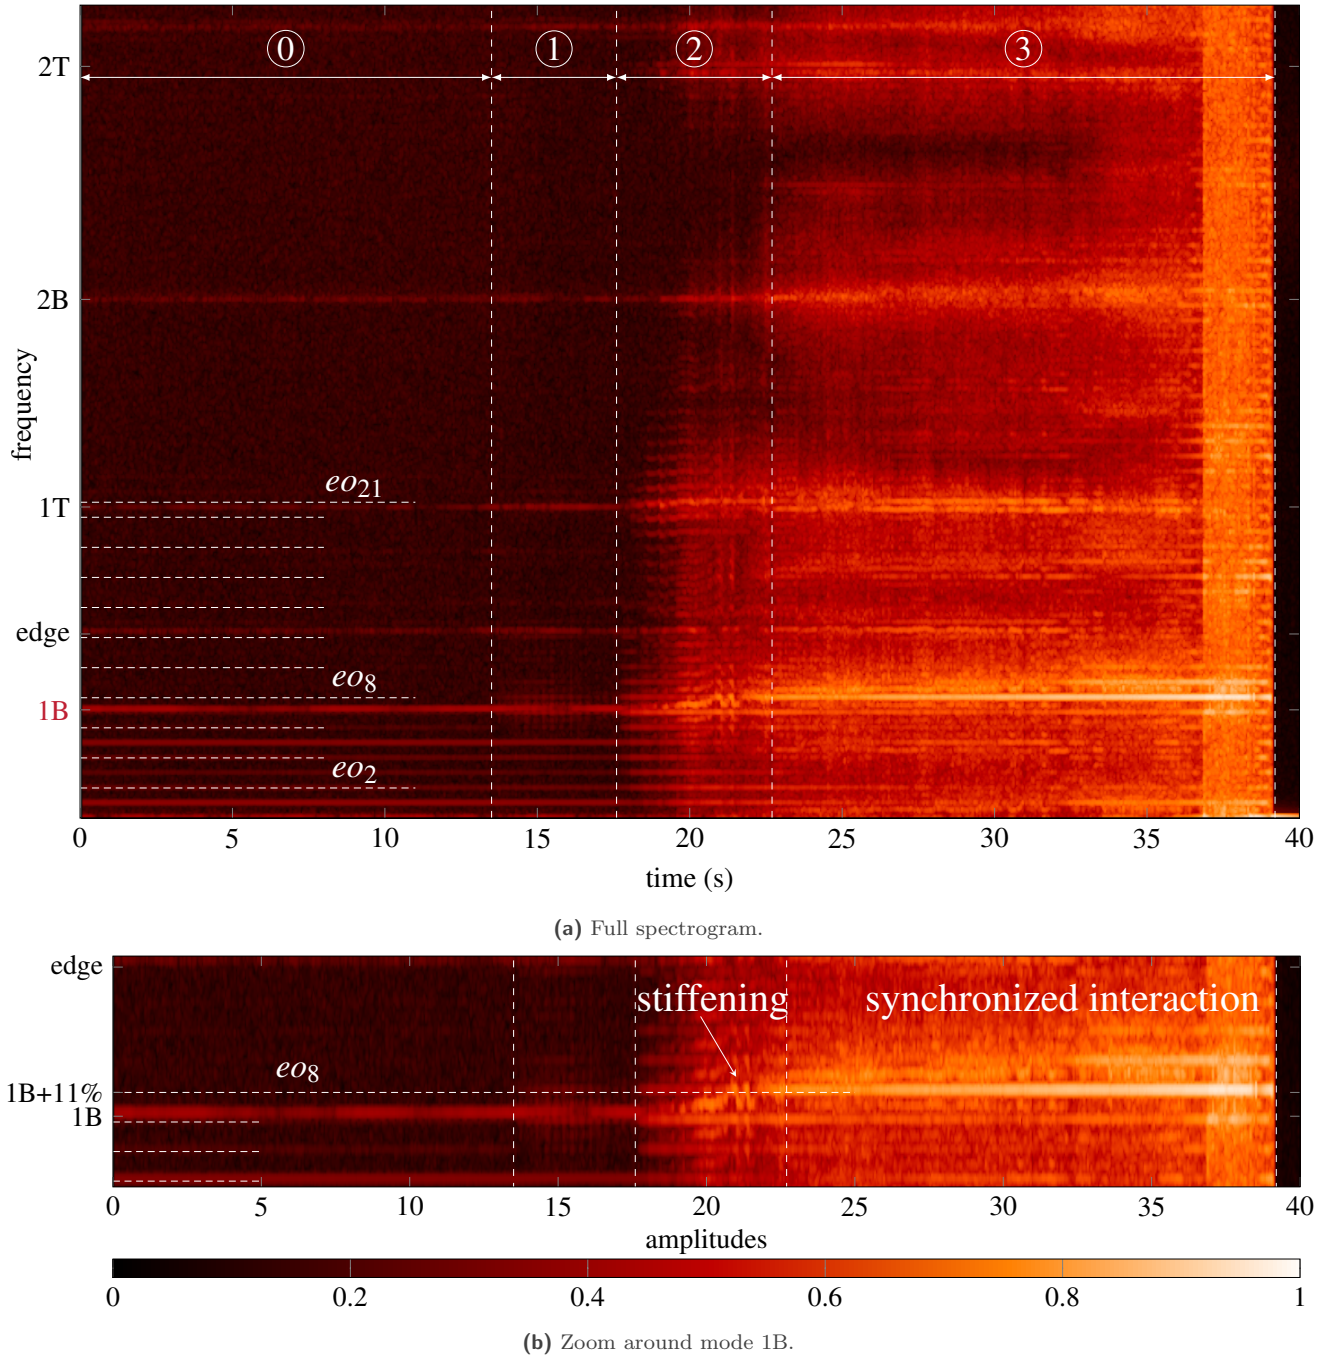 ⓪ ① ② ③
2T
2B
frequency
eo21
1T
edge
eo8
1B
eo2
0 5 10 15 20 25 30 35 40
time (s)
(a) Full spectrogram.
edge
stiffening synchronized interaction
eo8
1B+11%
1B
0 5 10 15 20 25 30 35 40
amplitudes
0 0.2 0.4 0.6 0.8 1
(b) Zoom around mode 1B.